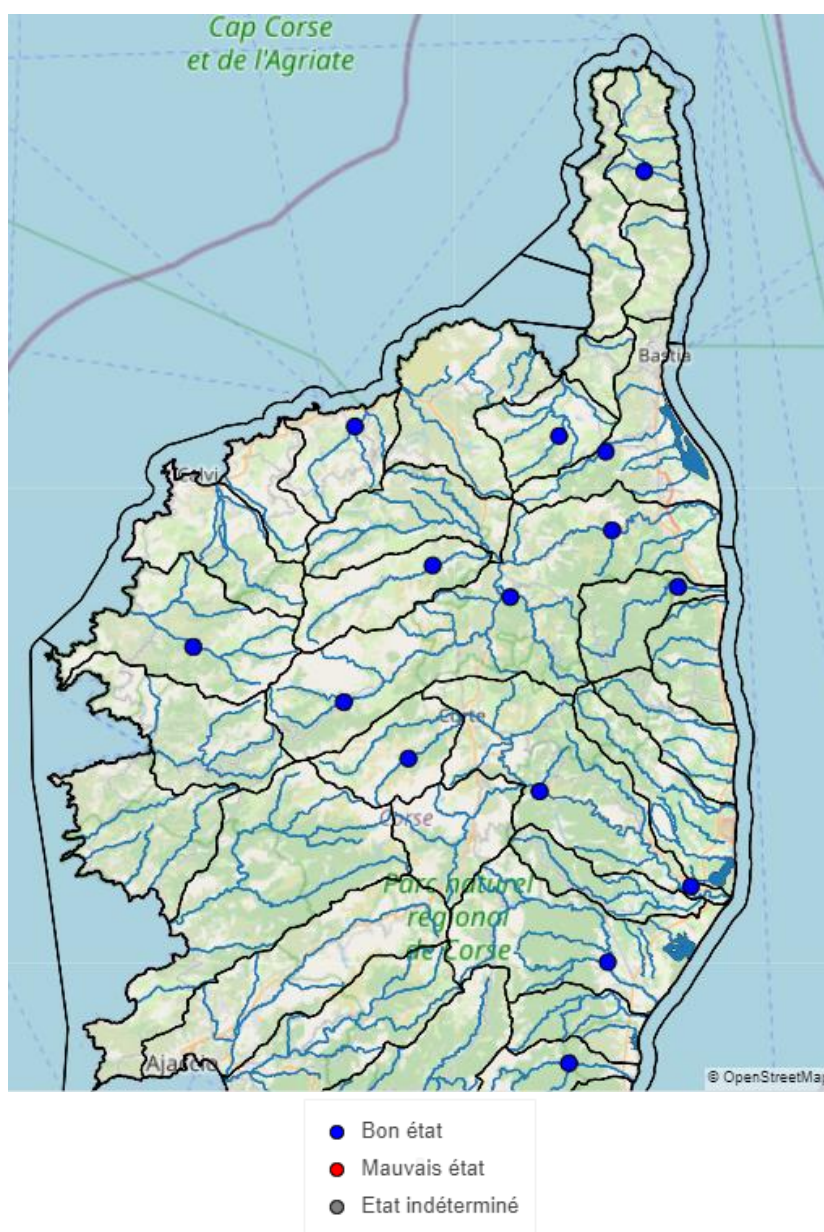 Cap Corse
et de l'Agriate
Bastia
Calvi
Corte
Corse
Parc naturel
régional
de Corse
Ajaccio
© OpenStreetMap
Bon état
Mauvais état
Etat indéterminé